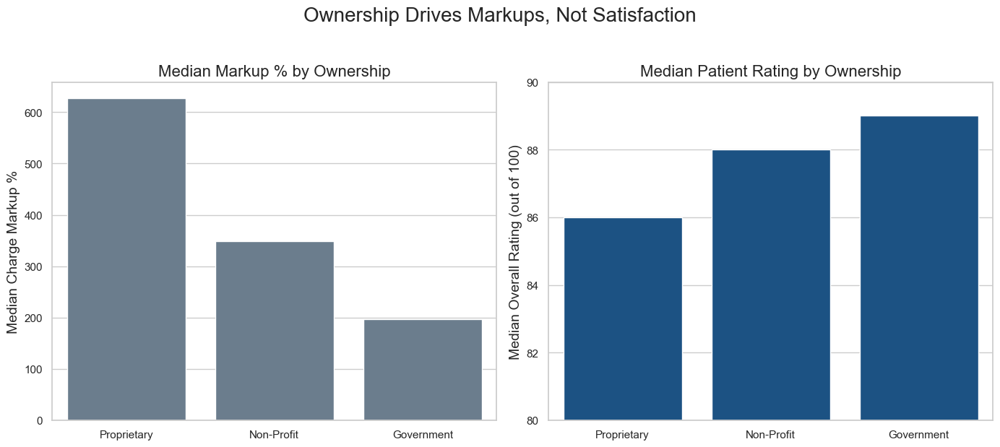 Ownership Drives Markups, Not Satisfaction
Median Markup % by Ownership
Median Charge Markup %
600
500
400
300
200
100
0
Proprietary
Non-Profit
Government
Median Patient Rating by Ownership
Median Overall Rating (out of 100)
90
88
86
84
82
80
Proprietary
Non-Profit
Government